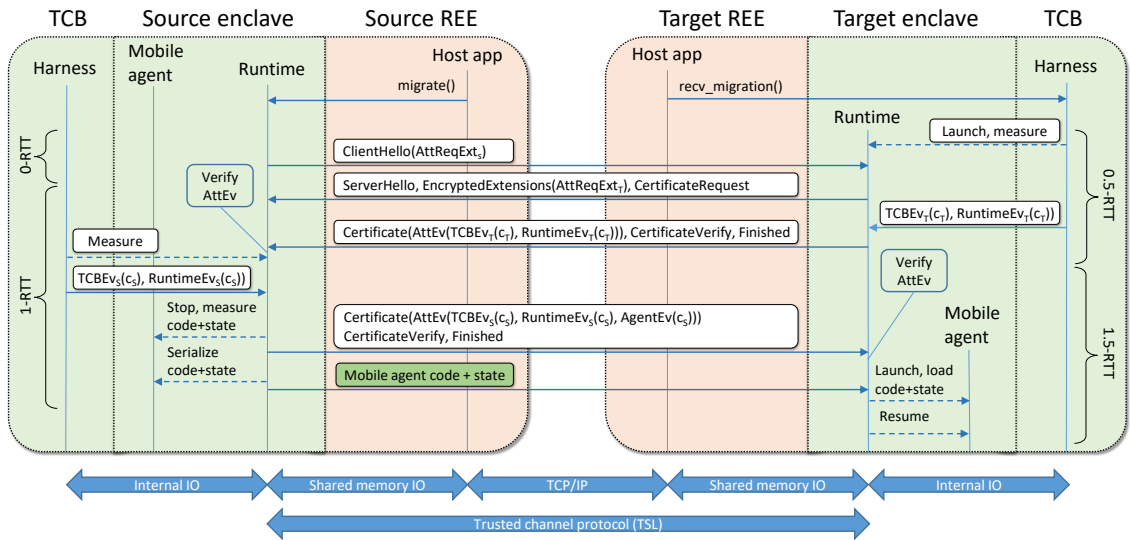 TCB
Source enclave
Source REE
Target REE
Target enclave
TCB
Harness
Mobile
agent
Runtime
Host app
Host app
Harness
migrate()
recv_migration()
Runtime
Launch, measure
0-RTT
ClientHello(AttReqExtS)
Verify
AttEv
ServerHello, EncryptedExtensions(AttReqExtT), CertificateRequest
0.5-RTT
TCBEvT(cT), RuntimeEvT(cT))
Certificate(AttEv(TCBEvT(cT), RuntimeEvT(cT))), CertificateVerify, Finished
Measure
Verify
AttEv
1-RTT
TCBEvS(cS), RuntimeEvS(cS))
Stop, measure
code+state
Certificate(AttEv(TCBEvS(cS), RuntimeEvS(cS), AgentEv(cS)))
CertificateVerify, Finished
Mobile
agent
1.5-RTT
Serialize
code+state
Mobile agent code + state
Launch, load
code+state
Resume
Internal IO
Shared memory IO
TCP/IP
Shared memory IO
Internal IO
Trusted channel protocol (TSL)